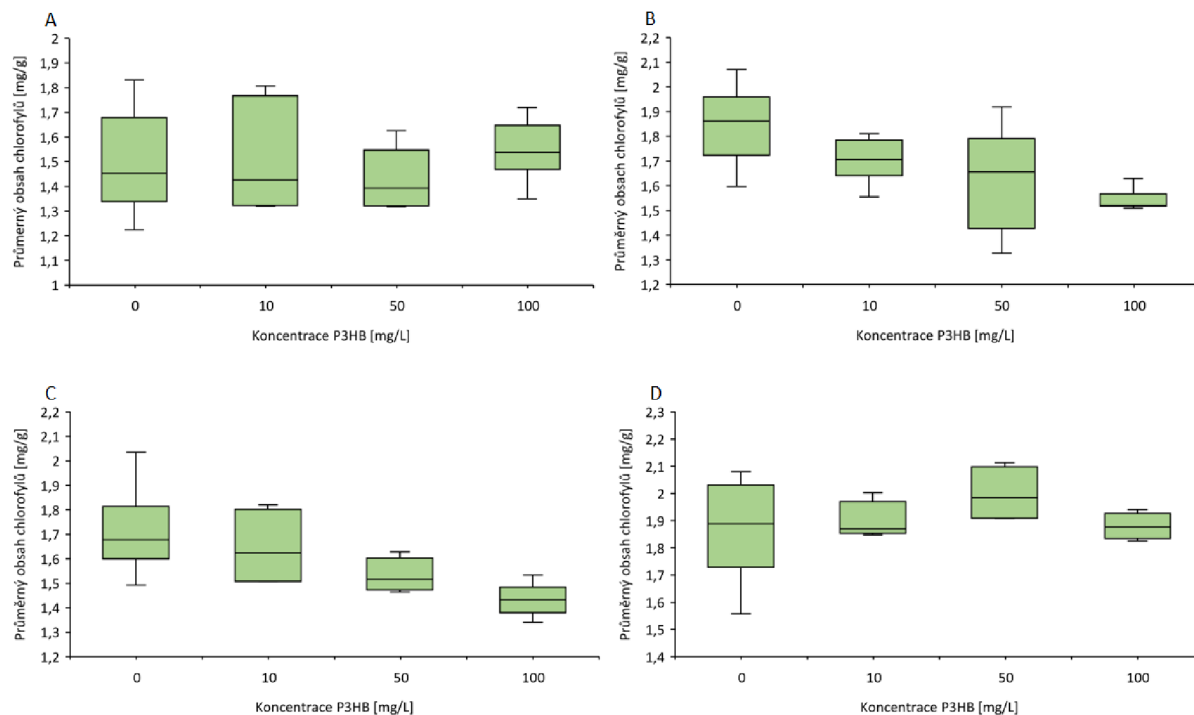 A
Průmerný obsah chlorofylů [mg/g]
2
1,9
1,8
1,7
1,6
1,5
1,4
1,3
1,2
1,1
1
0 10 50 100
Koncentrace P3HB [mg/L]
B
Průměrný obsach chlorofylů [mg/g]
2,2
2,1
2
1,9
1,8
1,7
1,6
1,5
1,4
1,3
1,2
0 10 50 100
Koncentrace P3HB [mg/L]
C
Průměrný obsah chlorofylů [mg/g]
2,2
2,1
2
1,9
1,8
1,7
1,6
1,5
1,4
1,3
1,2
0 10 50 100
Koncentrace P3HB [mg/L]
D
Průměrný obsah chlorofylů [mg/g]
2,3
2,2
2,1
2
1,9
1,8
1,7
1,6
1,5
1,4
0 10 50 100
Koncentrace P3HB [mg/L]